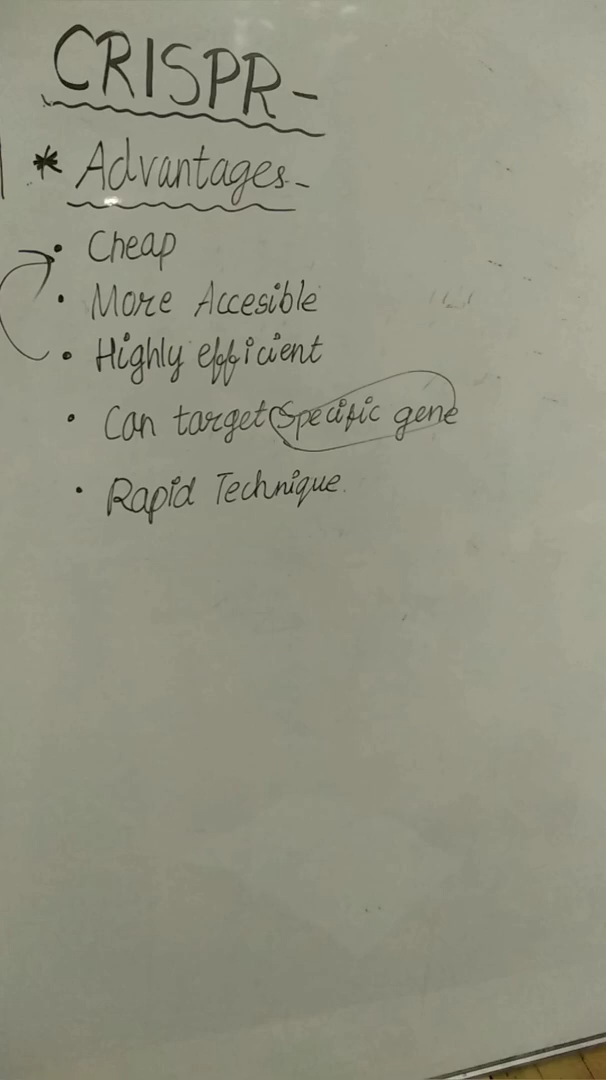 CRISPR-
* Advantages-
• Cheap
• More Accesible
• Highly efficient
• Can target specific gene
• Rapid Technique.